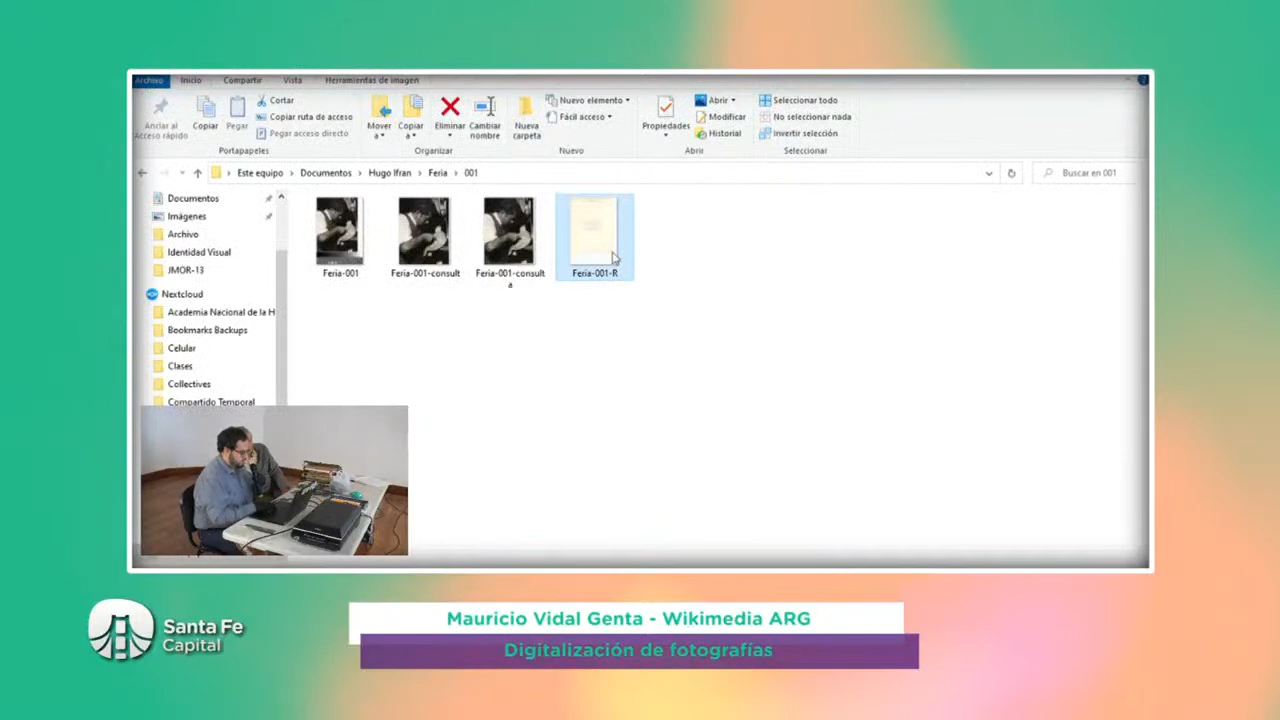 Archivo Inicio Compartir Vista Herramientas de imagen
Anclar al
Acceso rápido
Copiar
Pegar
Cortar
Copiar ruta de acceso
Pegar acceso directo
Portapapeles
Mover
a
Copiar
a
Eliminar
Cambiar
nombre
Organizar
Nueva
carpeta
Nuevo elemento
Fácil acceso
Nuevo
Propiedades
Abrir
Modificar
Historial
Abrir
Seleccionar todo
No seleccionar nada
Invertir selección
Seleccionar
Este equipo > Documentos > Hugo Ifran > Feria > 001
Buscar en 001
Documentos
Imágenes
Archivo
Identidad Visual
JMOR-13
Nextcloud
Academia Nacional de la H
Bookmarks Backups
Celular
Clases
Collectives
Compartido Temporal
Feria-001
Feria-001-consult
Feria-001-consult
a
Feria-001-R
Santa Fe
Capital
Mauricio Vidal Genta - Wikimedia ARG
Digitalización de fotografías